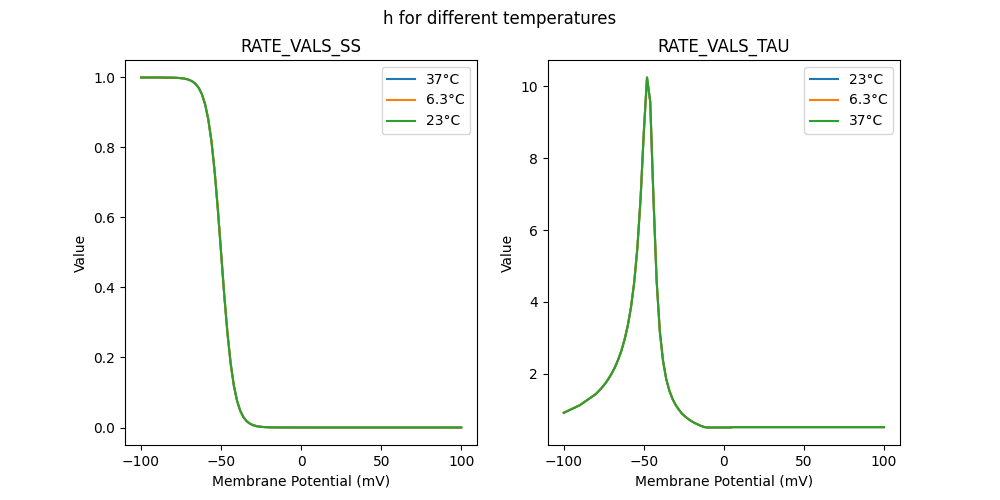 h for different temperatures
RATE_VALS_SS
1.0
0.8
0.6
0.4
0.2
0.0
Value
−100
−50
0
50
100
Membrane Potential (mV)
37°C
6.3°C
23°C
RATE_VALS_TAU
10
8
6
4
2
Value
−100
−50
0
50
100
Membrane Potential (mV)
23°C
6.3°C
37°C